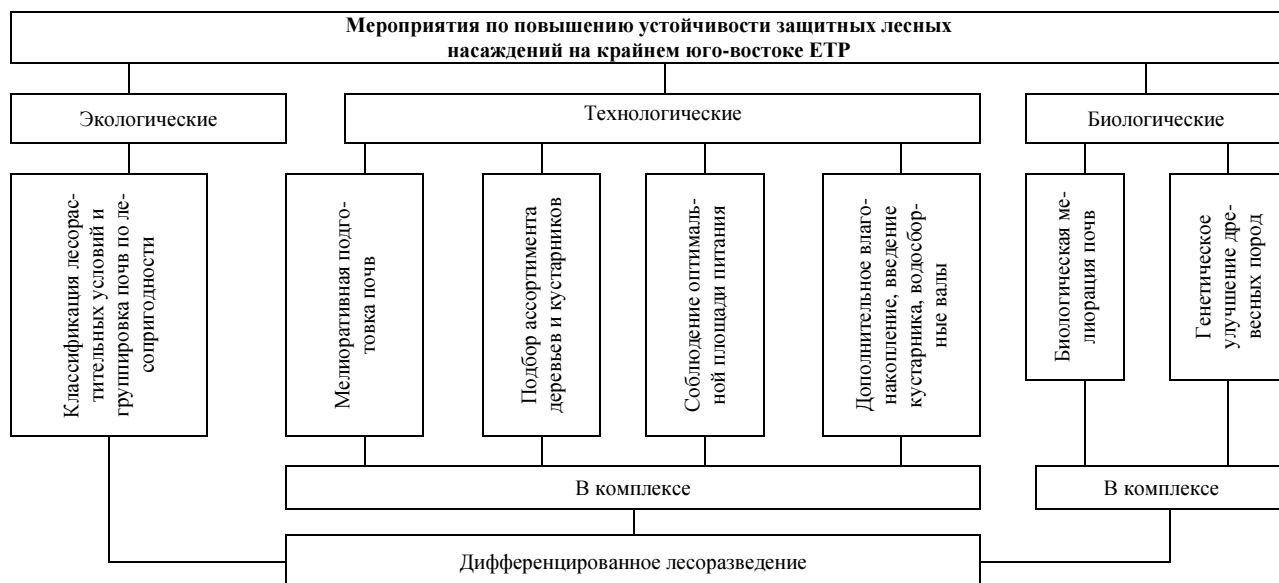 Мероприятия по повышению устойчивости защитных лесных
насаждений на крайнем юго-востоке ЕТР
Экологические
Технологические
Биологические
Классификация лесорас-
тительных условий и
группировка почв по ле-
сопригодности
Мелиоративная подго-
товка почв
Подбор ассортимента
деревьев и кустарников
Соблюдение оптималь-
ной площади питания
Дополнительное влаго-
накопление, введение
кустарника, водосбор-
ные валы
Биологическая ме-
лиорация почв
Генетическое
улучшение дре-
весных пород
В комплексе
В комплексе
Дифференцированное лесоразведение